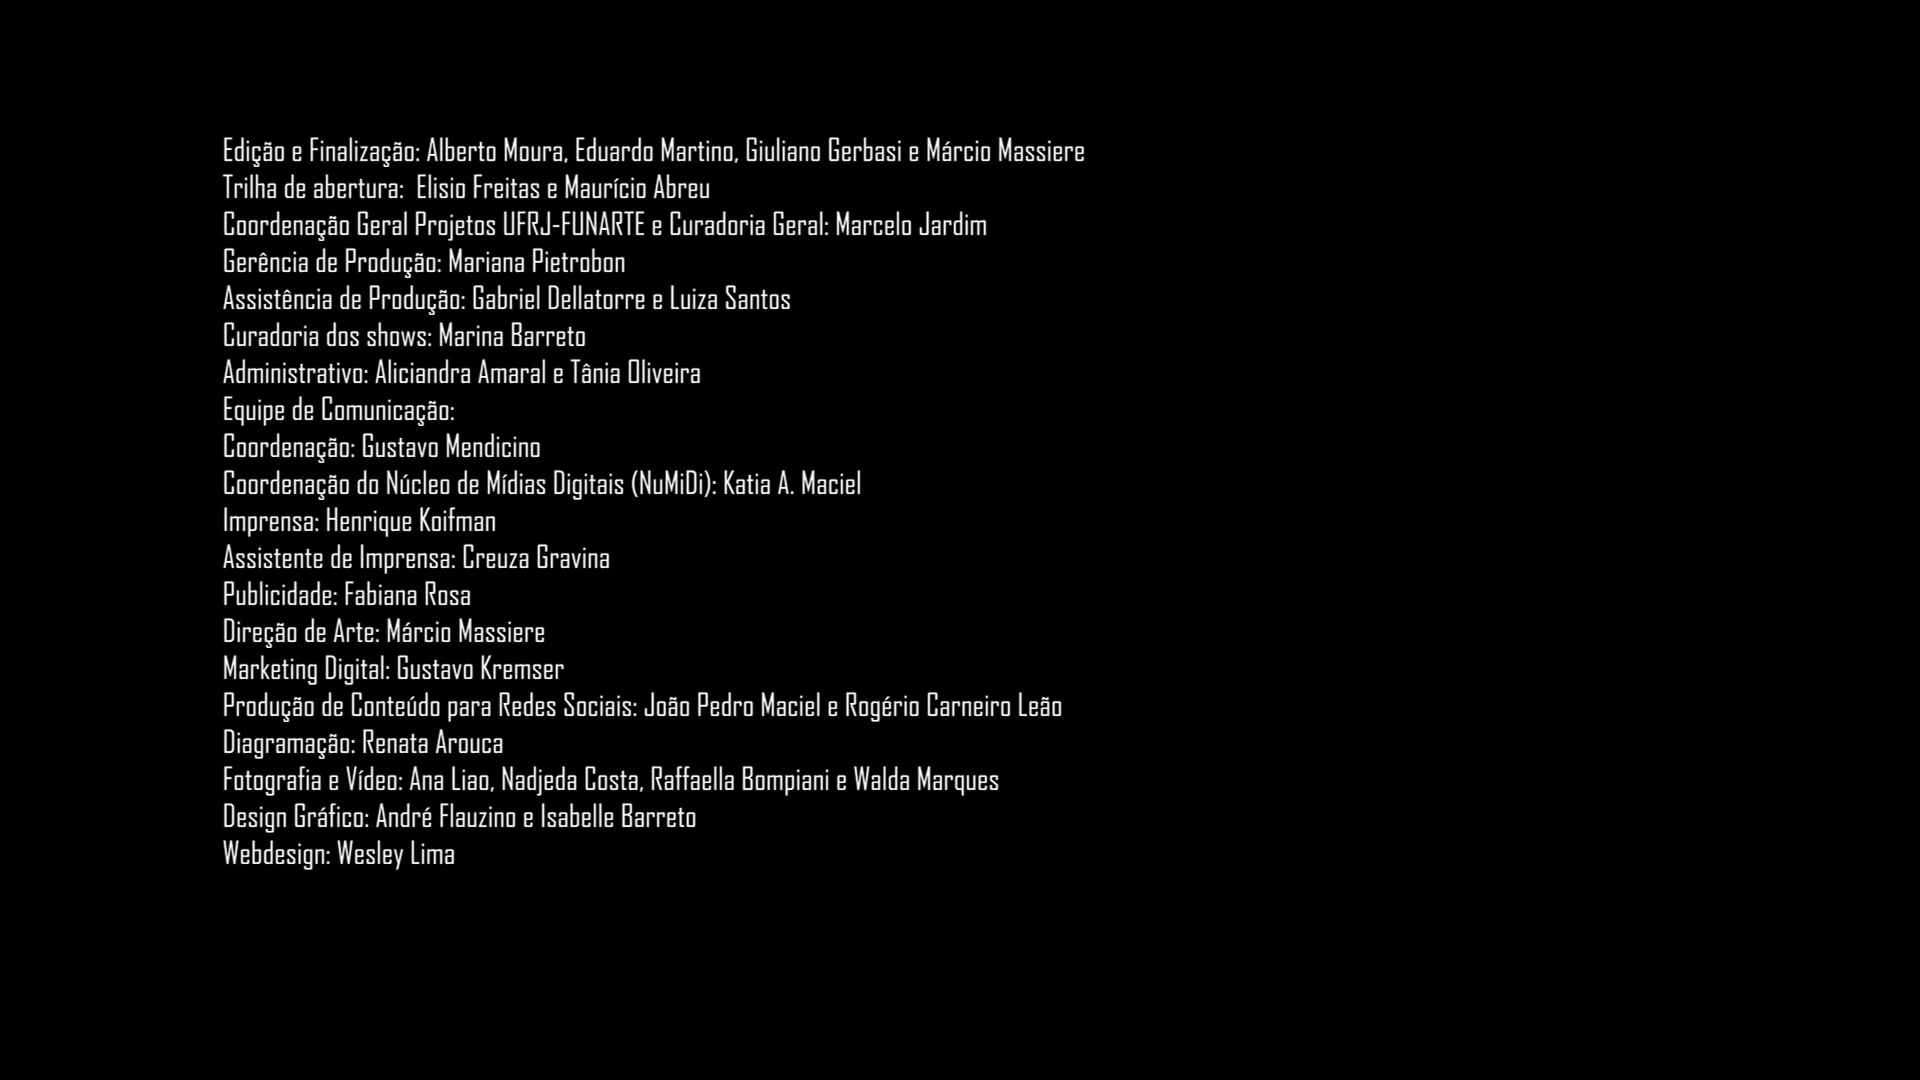 Edição e Finalização: Alberto Moura, Eduardo Martino, Giuliano Gerbasi e Márcio Massiere
Trilha de abertura:  Elisio Freitas e Maurício Abreu
Coordenação Geral Projetos UFRJ-FUNARTE e Curadoria Geral: Marcelo Jardim
Gerência de Produção: Mariana Pietrobon
Assistência de Produção: Gabriel Dellatorre e Luiza Santos
Curadoria dos shows: Marina Barreto
Administrativo: Aliciandra Amaral e Tânia Oliveira
Equipe de Comunicação:
Coordenação: Gustavo Mendicino
Coordenação do Núcleo de Mídias Digitais (NuMiDi): Katia A. Maciel
Imprensa: Henrique Koifman
Assistente de Imprensa: Creuza Gravina
Publicidade: Fabiana Rosa
Direção de Arte: Márcio Massiere
Marketing Digital: Gustavo Kremser
Produção de Conteúdo para Redes Sociais: João Pedro Maciel e Rogério Carneiro Leão
Diagramação: Renata Arouca
Fotografia e Vídeo: Ana Liao, Nadjeda Costa, Raffaella Bompiani e Walda Marques
Design Gráfico: André Flauzino e Isabelle Barreto
Webdesign: Wesley Lima